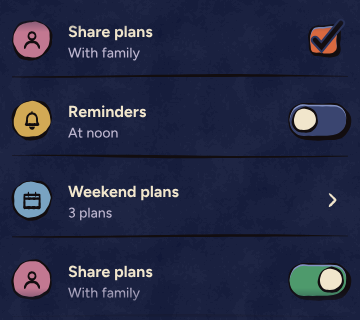 Share plans
With family
Reminders
At noon
Weekend plans
3 plans
Share plans
With family